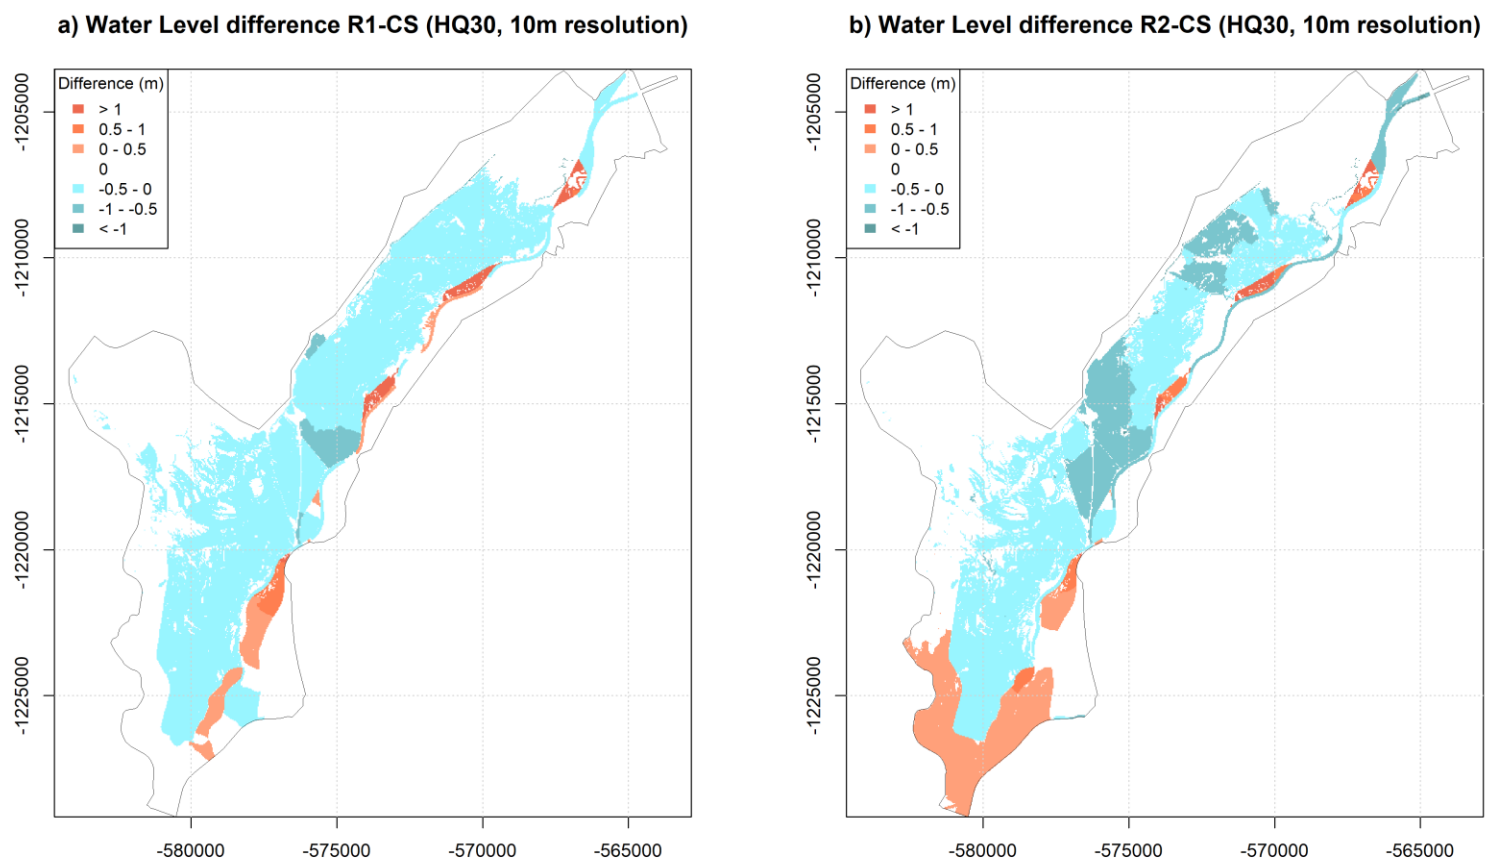 a) Water Level difference R1-CS (HQ30, 10m resolution)
Difference (m)
> 1
0.5 - 1
0 - 0.5
0
-0.5 - 0
-1 - -0.5
< -1
-1205000
-1210000
-1215000
-1220000
-1225000
-580000
-575000
-570000
-565000
b) Water Level difference R2-CS (HQ30, 10m resolution)
Difference (m)
> 1
0.5 - 1
0 - 0.5
0
-0.5 - 0
-1 - -0.5
< -1
-1205000
-1210000
-1215000
-1220000
-1225000
-580000
-575000
-570000
-565000